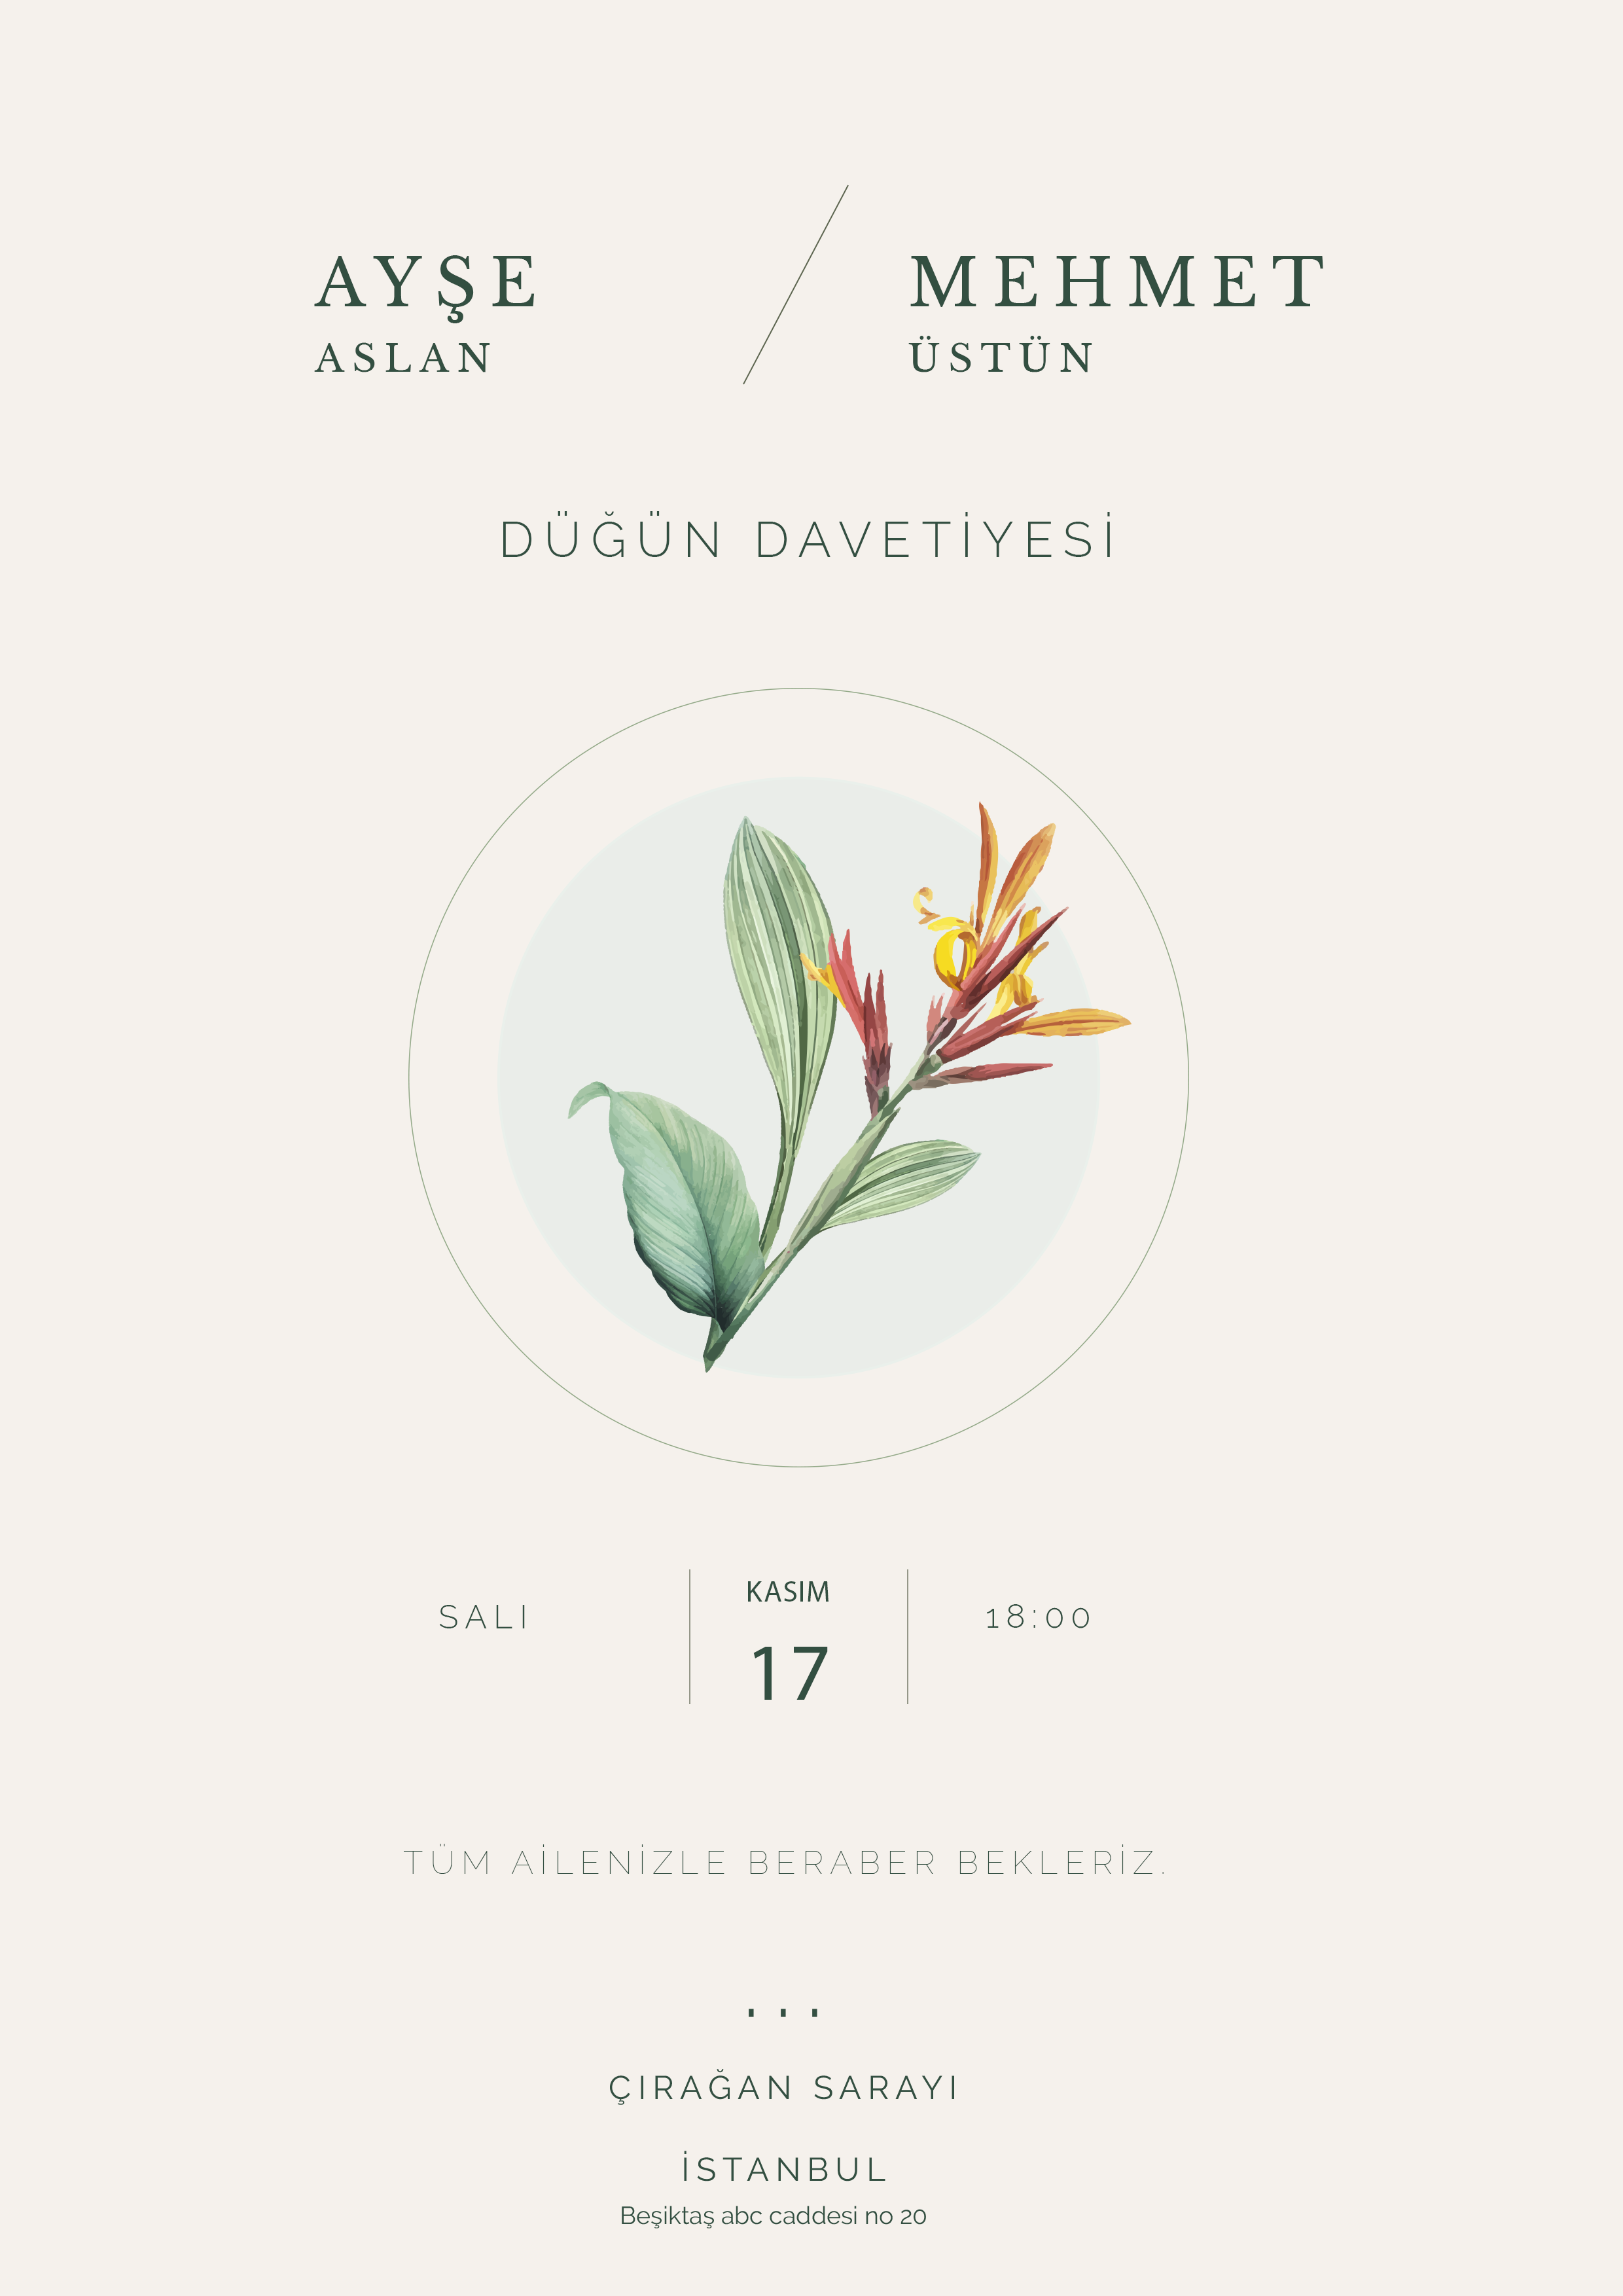 AYŞE
ASLAN
MEHMET
ÜSTÜN
DÜĞÜN DAVETİYESİ
SALI
KASIM
17
18:00
TÜM AİLENİZLE BERABER BEKLERİZ.
...
ÇIRAĞAN SARAYI
İSTANBUL
Beşiktaş abc caddesi no 20